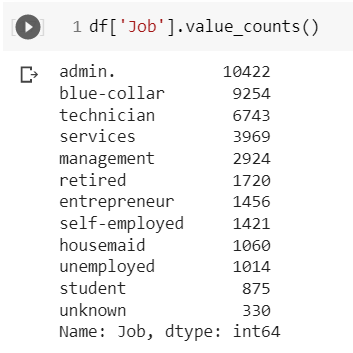 1 df['Job'].value_counts()
admin. 10422
blue-collar 9254
technician 6743
services 3969
management 2924
retired 1720
entrepreneur 1456
self-employed 1421
housemaid 1060
unemployed 1014
student 875
unknown 330
Name: Job, dtype: int64